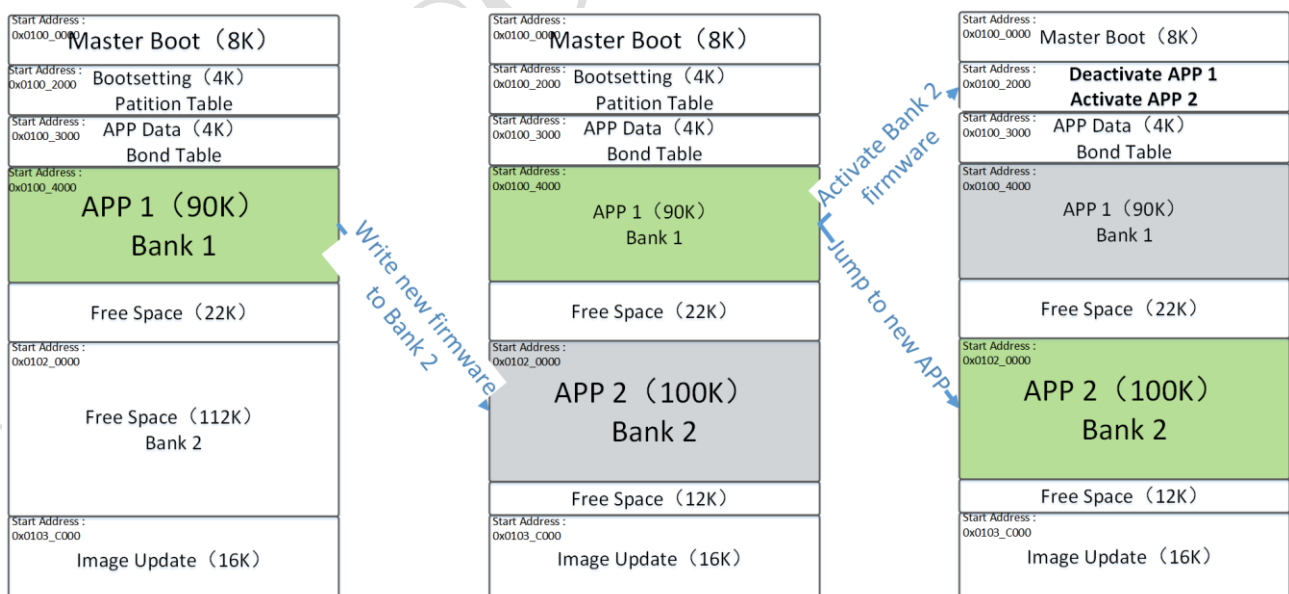 Start Address :
0x0100_0000
Master Boot（8K）
Start Address :
0x0100_2000
Bootsetting（4K）
Patition Table
Start Address :
0x0100_3000
APP Data（4K）
Bond Table
Start Address :
0x0100_4000
APP 1（90K）
Bank 1
Free Space（22K）
Start Address :
0x0102_0000
Free Space（112K）
Bank 2
Start Address :
0x0103_C000
Image Update（16K）
Write new firmware
to Bank 2
Start Address :
0x0100_0000
Master Boot（8K）
Start Address :
0x0100_2000
Bootsetting（4K）
Patition Table
Start Address :
0x0100_3000
APP Data（4K）
Bond Table
Start Address :
0x0100_4000
APP 1（90K）
Bank 1
Free Space（22K）
Start Address :
0x0102_0000
APP 2（100K）
Bank 2
Free Space（12K）
Start Address :
0x0103_C000
Image Update（16K）
Activate Bank 2
firmware
Jump to new APP
Start Address :
0x0100_0000
Master Boot（8K）
Start Address :
0x0100_2000
Deactivate APP 1
Activate APP 2
Start Address :
0x0100_3000
APP Data（4K）
Bond Table
Start Address :
0x0100_4000
APP 1（90K）
Bank 1
Free Space（22K）
Start Address :
0x0102_0000
APP 2（100K）
Bank 2
Free Space（12K）
Start Address :
0x0103_C000
Image Update（16K）